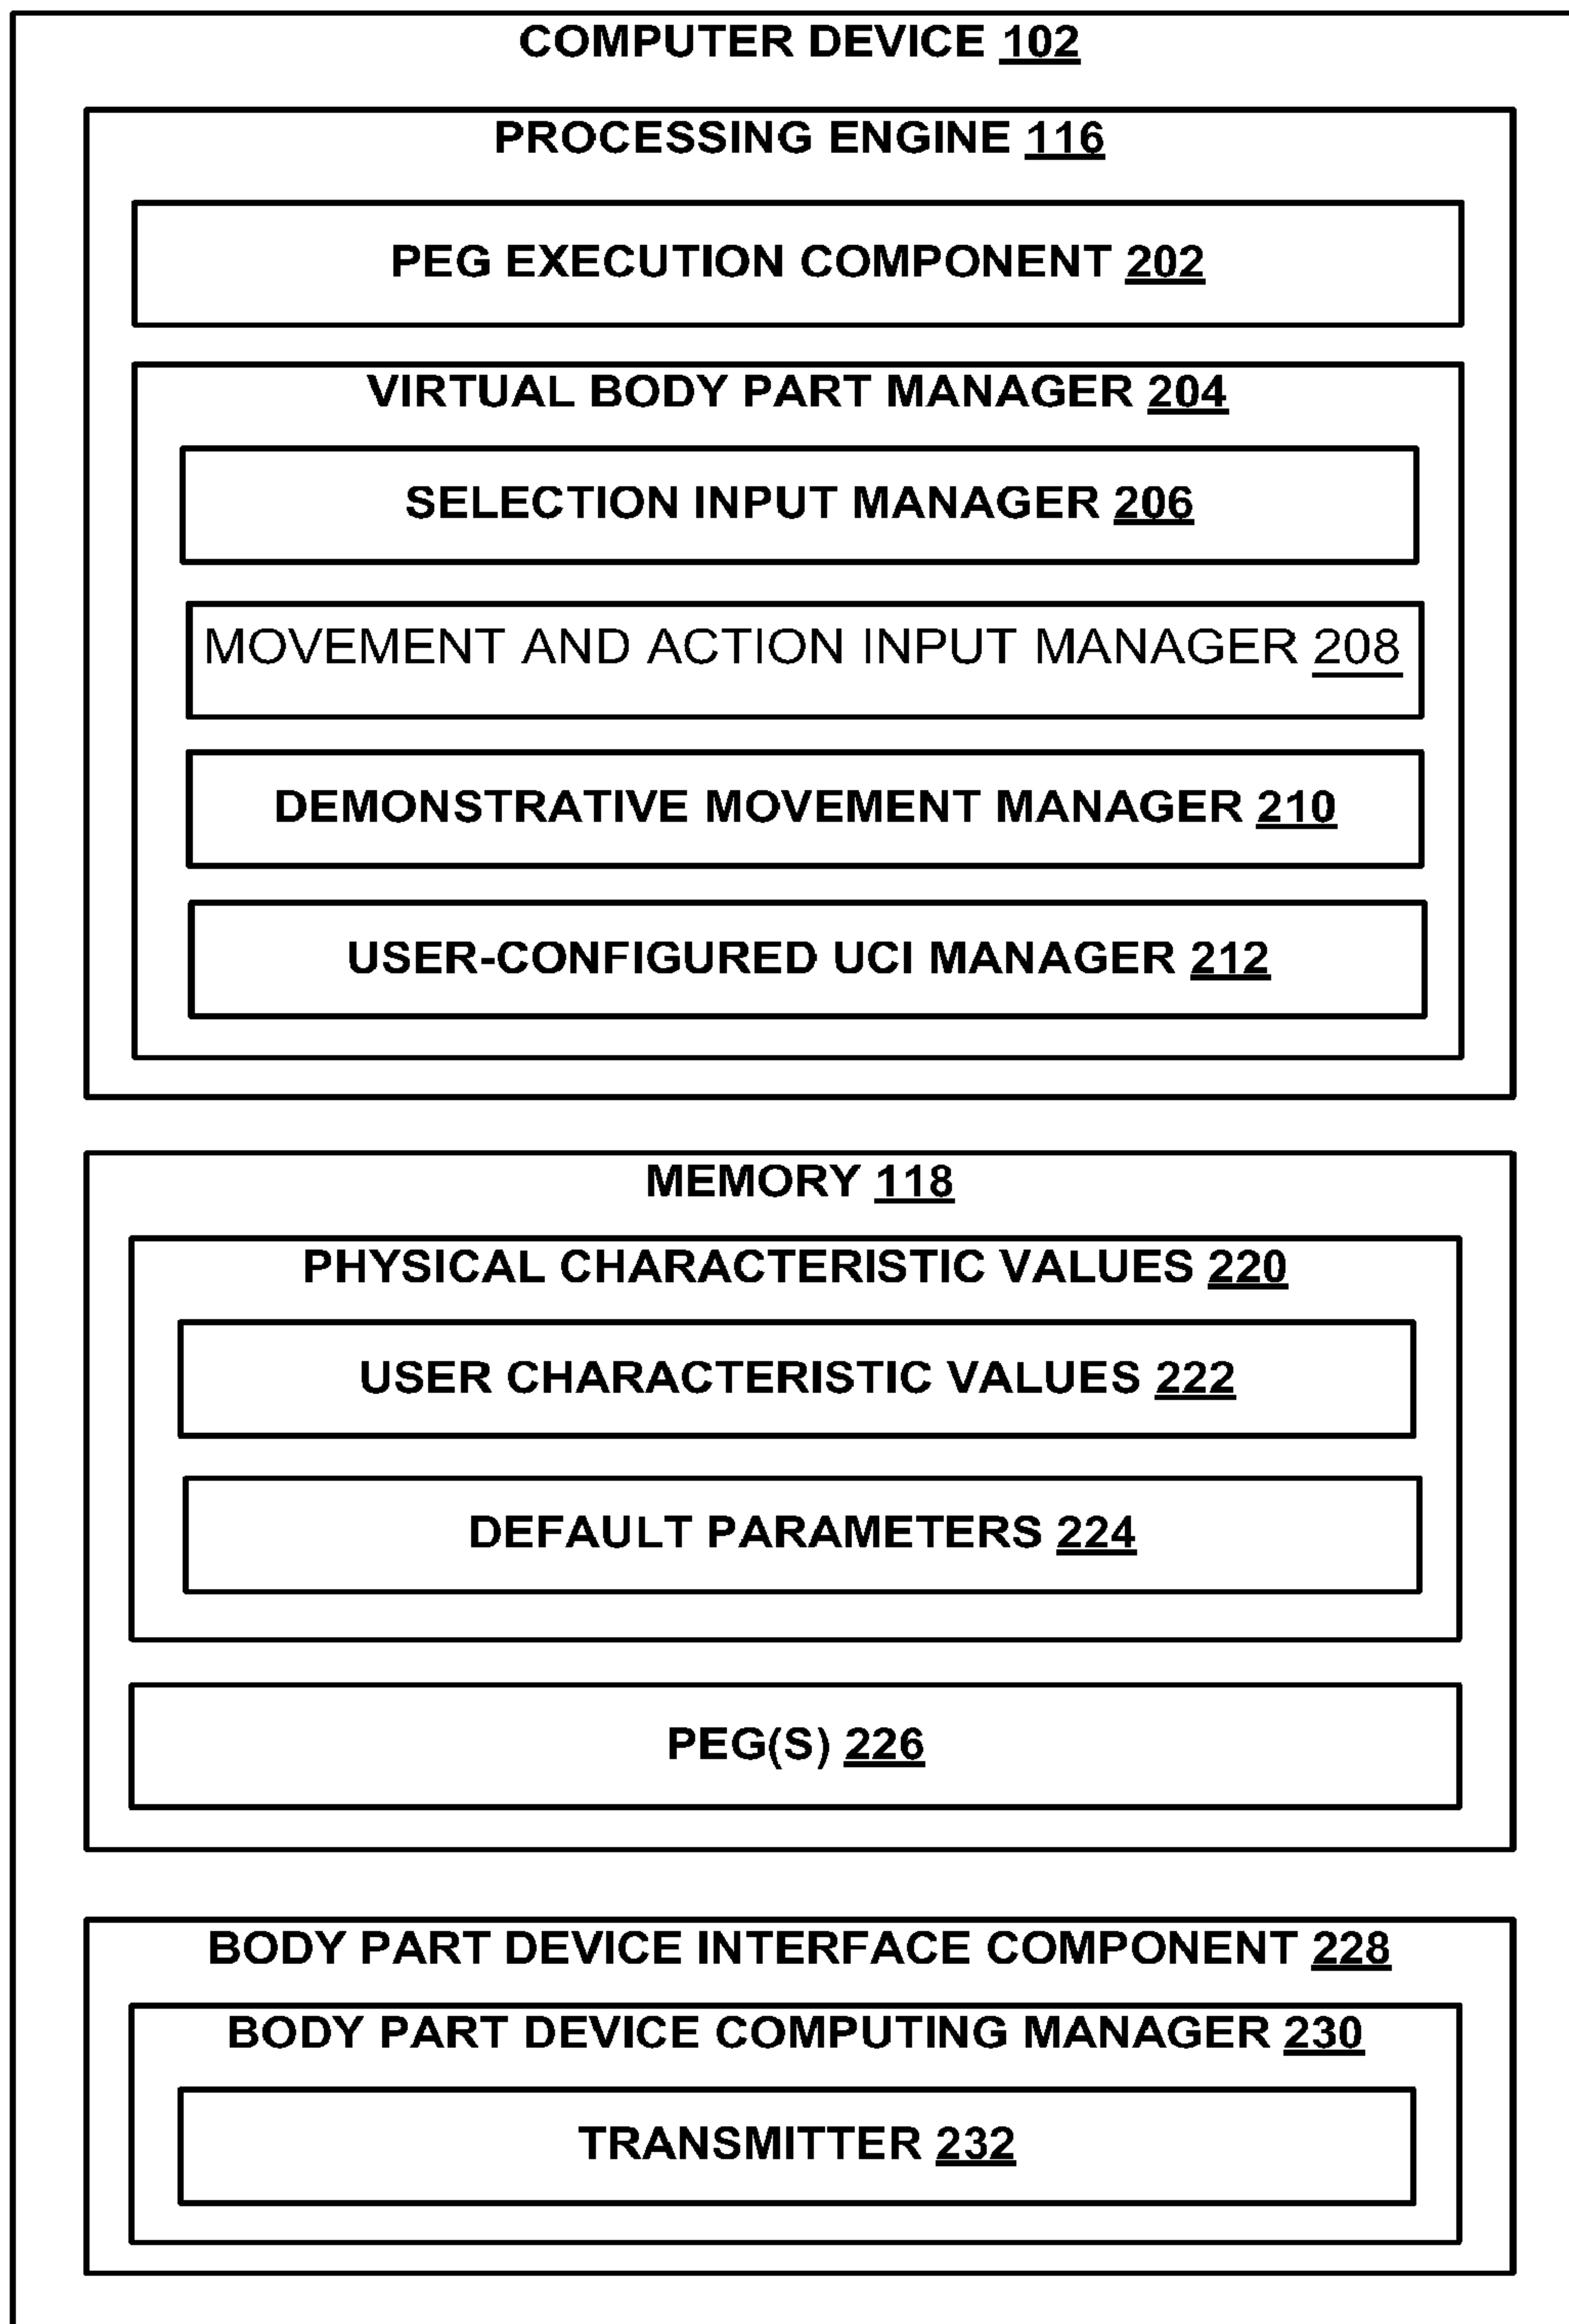 COMPUTER DEVICE 102
PROCESSING ENGINE 116
PEG EXECUTION COMPONENT 202
VIRTUAL BODY PART MANAGER 204
SELECTION INPUT MANAGER 206
MOVEMENT AND ACTION INPUT MANAGER 208
DEMONSTRATIVE MOVEMENT MANAGER 210
USER-CONFIGURED UCI MANAGER 212
MEMORY 118
PHYSICAL CHARACTERISTIC VALUES 220
USER CHARACTERISTIC VALUES 222
DEFAULT PARAMETERS 224
PEG(S) 226
BODY PART DEVICE INTERFACE COMPONENT 228
BODY PART DEVICE COMPUTING MANAGER 230
TRANSMITTER 232